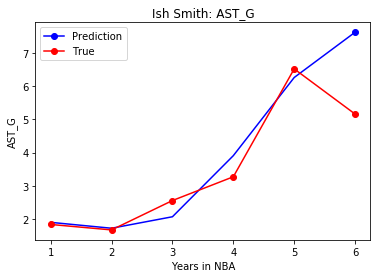 Ish Smith: AST_G
Prediction
True
7
6
5
4
3
2
AST_G
1 2 3 4 5 6
Years in NBA